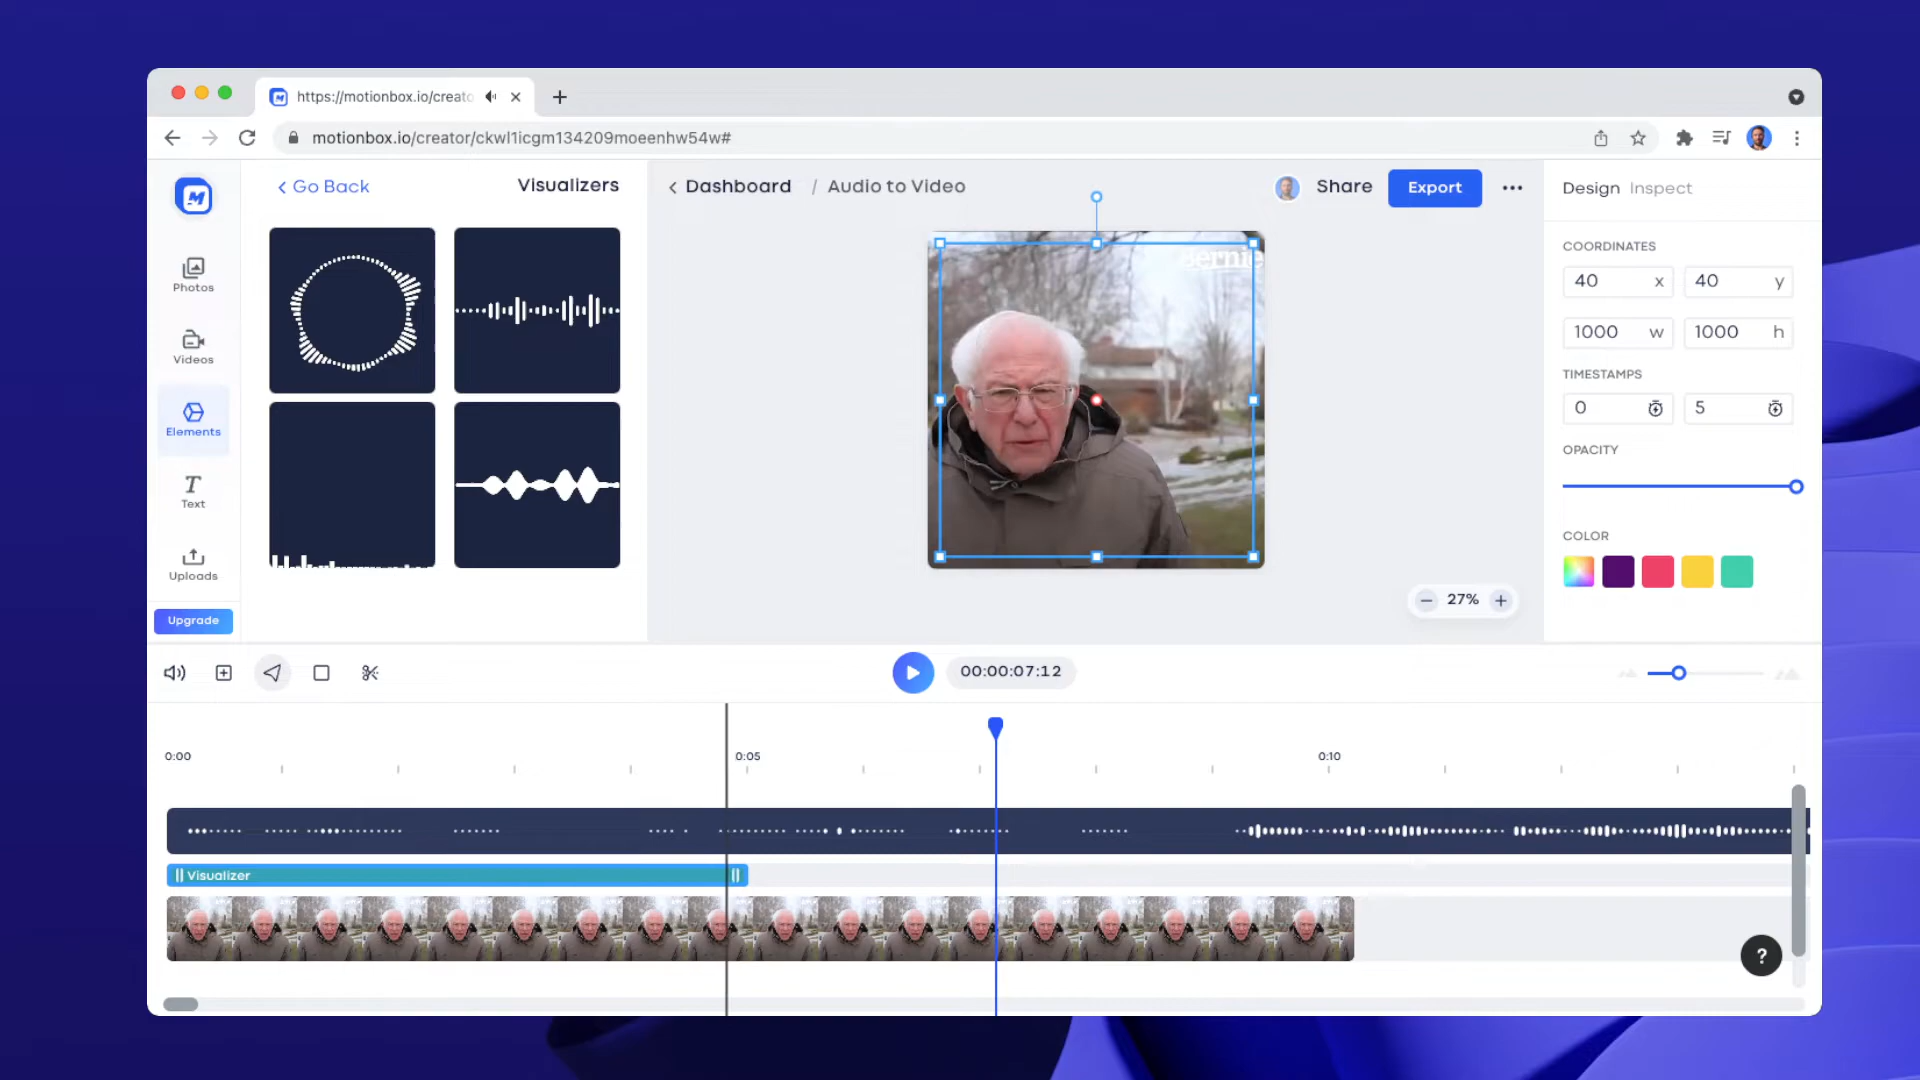 https://motionbox.io/creato
motionbox.io/creator/ckwl1icgm134209moeenhw54w#
Go Back
Visualizers
Dashboard / Audio to Video
Share
Export
Design
Inspect
Photos
Videos
Elements
Text
Uploads
Upgrade
Bernie
COORDINATES
40 x
40 y
1000 w
1000 h
TIMESTAMPS
0
5
OPACITY
COLOR
27%
00:00:07:12
0:00
0:05
0:10
Visualizer
?